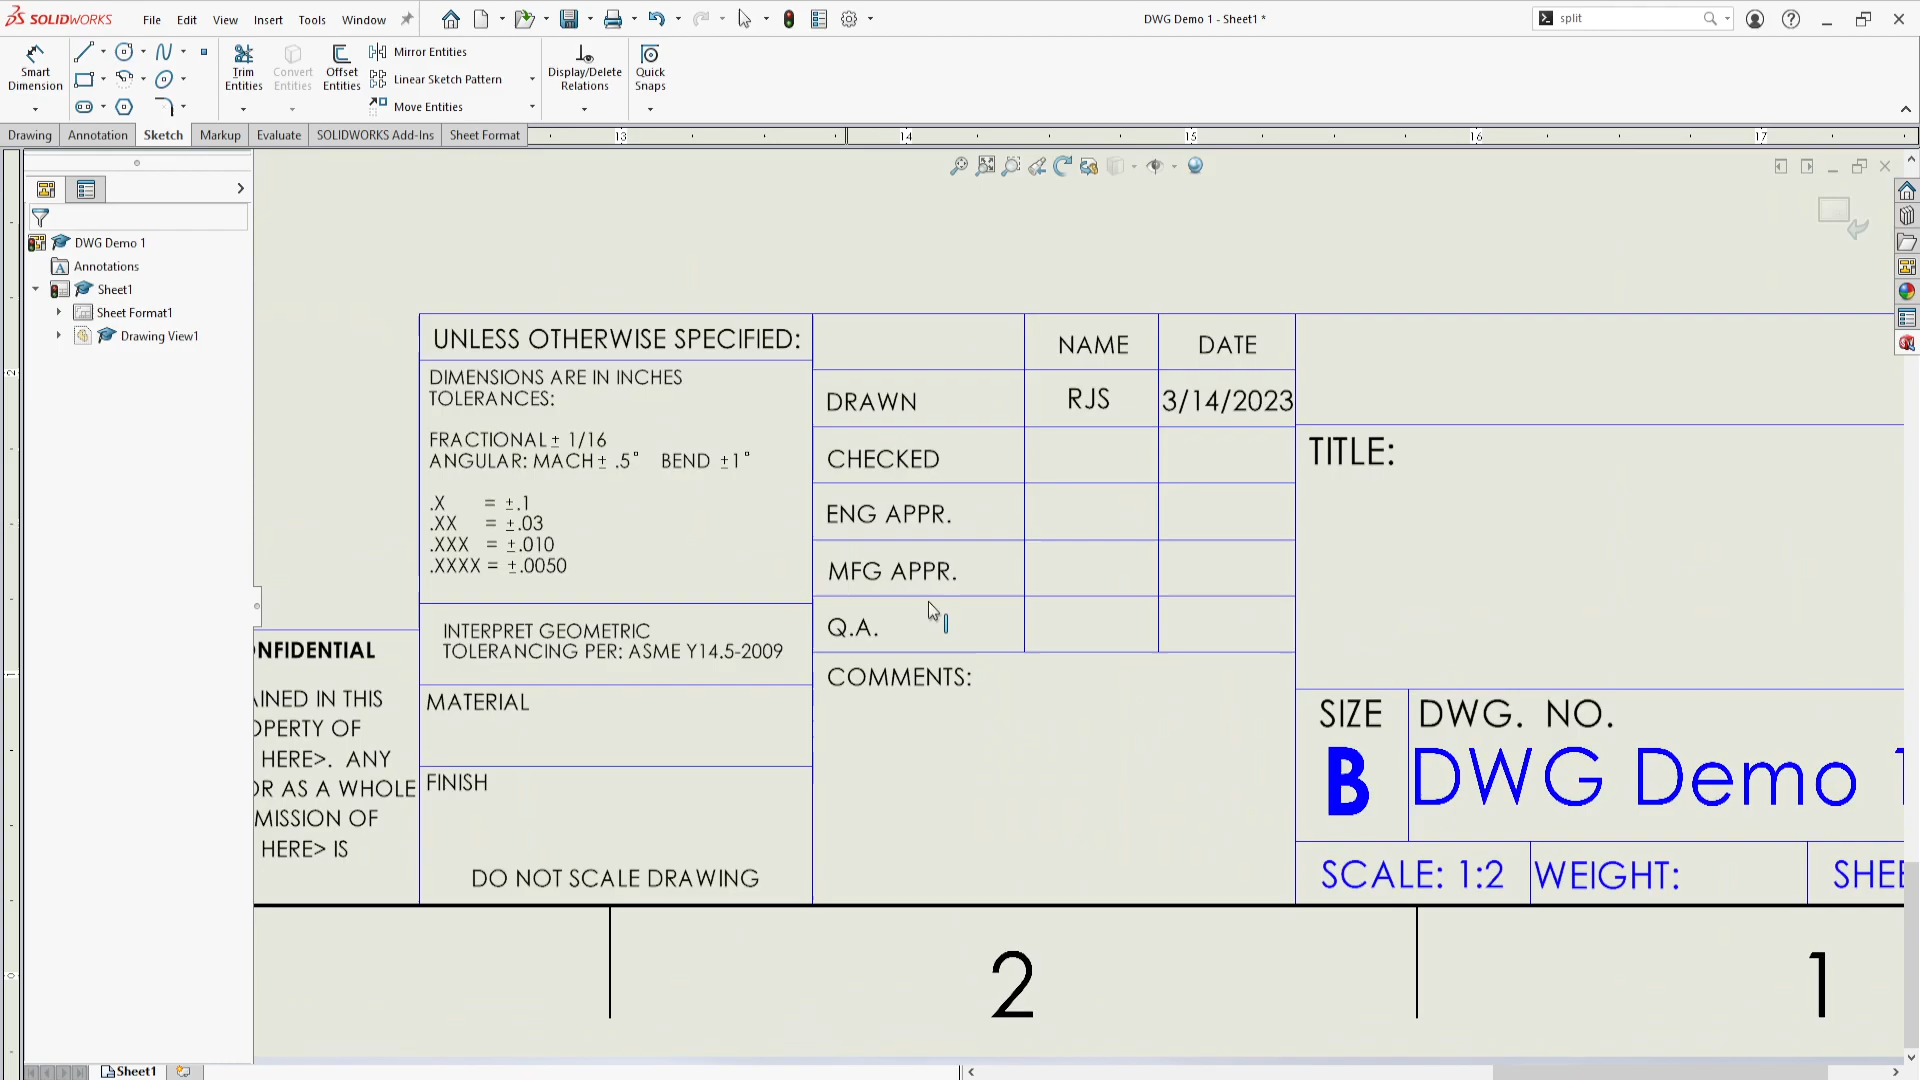 SOLIDWORKS
File Edit View Insert Tools Window
DWG Demo 1 - Sheet1 *
split
Smart Dimension
Trim Entities
Convert Entities
Offset Entities
Mirror Entities
Linear Sketch Pattern
Move Entities
Display/Delete Relations
Quick Snaps
Drawing Annotation Sketch Markup Evaluate SOLIDWORKS Add-Ins Sheet Format
13 14 15 16 17
DWG Demo 1
Annotations
Sheet1
Sheet Format1
Drawing View1
2
1
0
NFIDENTIAL
AINED IN THIS
OPERTY OF
HERE>. ANY
OR AS A WHOLE
MISSION OF
HERE> IS
UNLESS OTHERWISE SPECIFIED:
DIMENSIONS ARE IN INCHES
TOLERANCES:
FRACTIONAL ± 1/16
ANGULAR: MACH ± .5° BEND ±1°
.X = ±.1
.XX = ±.03
.XXX = ±.010
.XXXX = ±.0050
INTERPRET GEOMETRIC
TOLERANCING PER: ASME Y14.5-2009
MATERIAL
FINISH
DO NOT SCALE DRAWING
NAME DATE
DRAWN RJS 3/14/2023
CHECKED
ENG APPR.
MFG APPR.
Q.A.
COMMENTS:
TITLE:
SIZE DWG. NO.
B DWG Demo 1
SCALE: 1:2 WEIGHT: SHEE
2 1
Sheet1